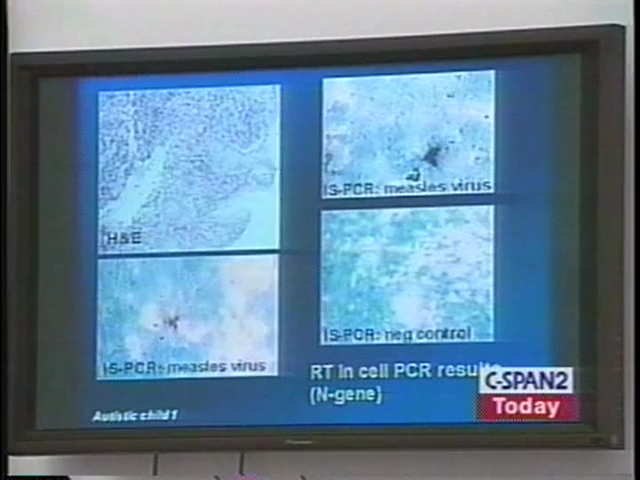 H&E
IS-PCR: measles virus
IS-PCR: measles virus
IS-PCR: neg control
RT In cell PCR results
(N-gene)
Autistic child 1
C-SPAN2
Today